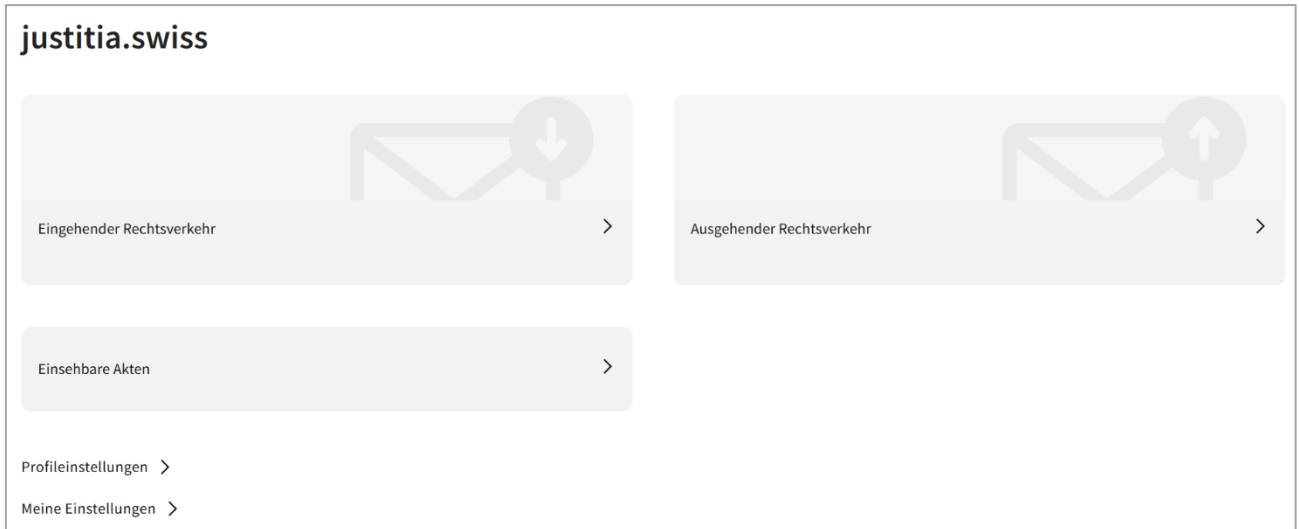 justitia.swiss
Eingehender Rechtsverkehr
Ausgehender Rechtsverkehr
Einsehbare Akten
Profileinstellungen
Meine Einstellungen